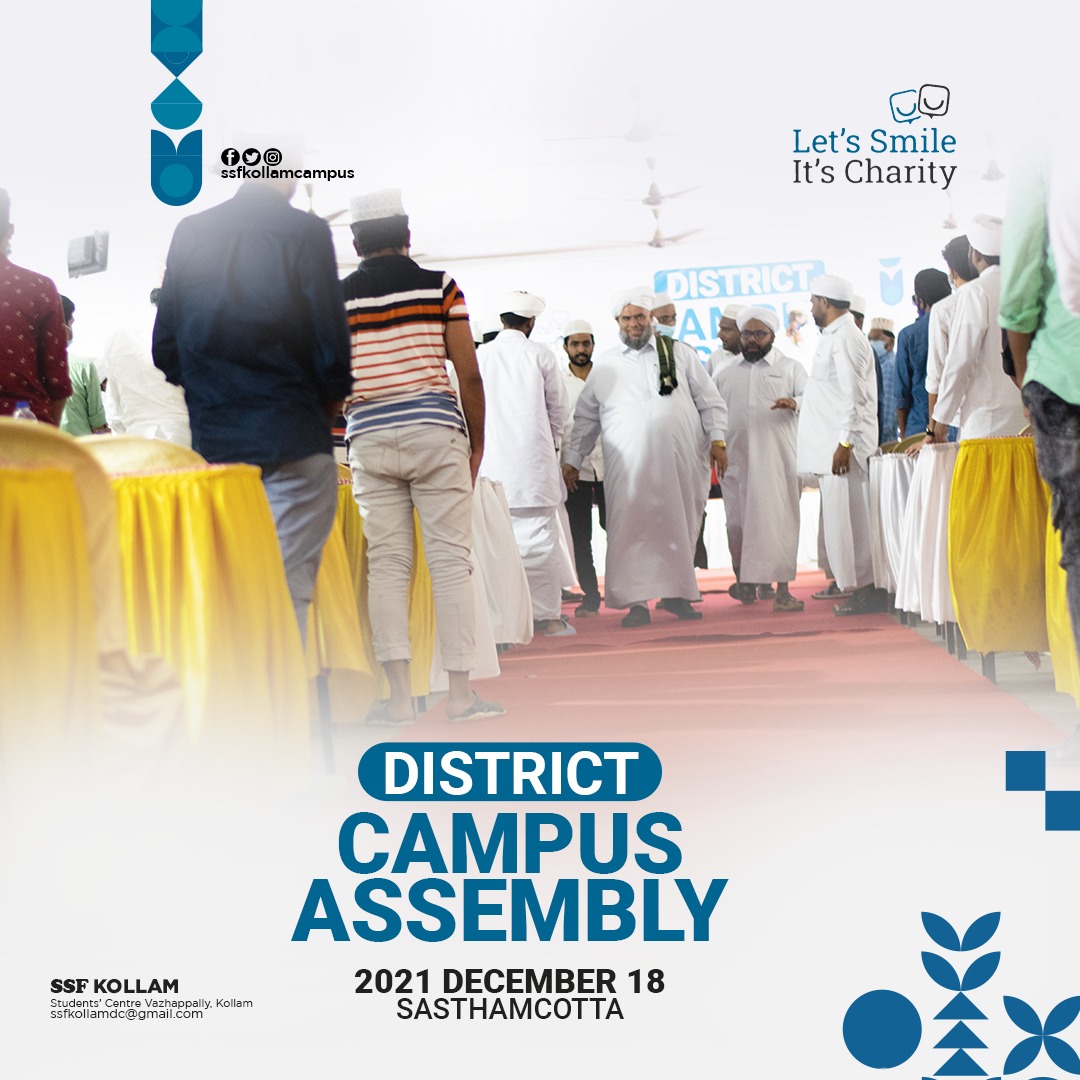 ssfkollamcampus
Let's Smile
It's Charity
DISTRICT
DISTRICT
CAMPUS
ASSEMBLY
2021 DECEMBER 18
SASTHAMCOTTA
SSF KOLLAM
Students' Centre Vazhappally, Kollam
ssfkollamdc@gmail.com